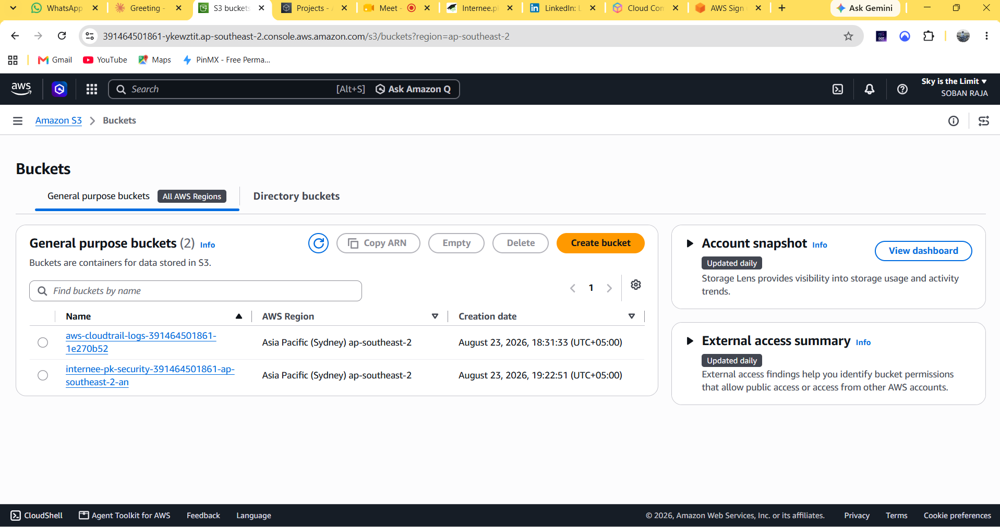 WhatsApp
Greeting -
S3 buckets
Projects -
Meet -
Internee.p
LinkedIn: L
Cloud Con
AWS Sign
Ask Gemini
391464501861-ykewztit.ap-southeast-2.console.aws.amazon.com/s3/buckets?region=ap-southeast-2
Gmail
YouTube
Maps
PinMX - Free Perma...
aws
Search
[Alt+S]
Ask Amazon Q
Sky is the Limit
SOBAN RAJA
Amazon S3
Buckets
Buckets
General purpose buckets
All AWS Regions
Directory buckets
General purpose buckets (2) Info
Copy ARN
Empty
Delete
Create bucket
Buckets are containers for data stored in S3.
Find buckets by name
1
Name
AWS Region
Creation date
aws-cloudtrail-logs-391464501861-
1e270b52
Asia Pacific (Sydney) ap-southeast-2
August 23, 2026, 18:31:33 (UTC+05:00)
internee-pk-security-391464501861-ap-
southeast-2-an
Asia Pacific (Sydney) ap-southeast-2
August 23, 2026, 19:22:51 (UTC+05:00)
Account snapshot Info
View dashboard
Updated daily
Storage Lens provides visibility into storage usage and activity
trends.
External access summary Info
Updated daily
External access findings help you identify bucket permissions
that allow public access or access from other AWS accounts.
CloudShell
Agent Toolkit for AWS
Feedback
Language
© 2026, Amazon Web Services, Inc. or its affiliates.
Privacy
Terms
Cookie preferences